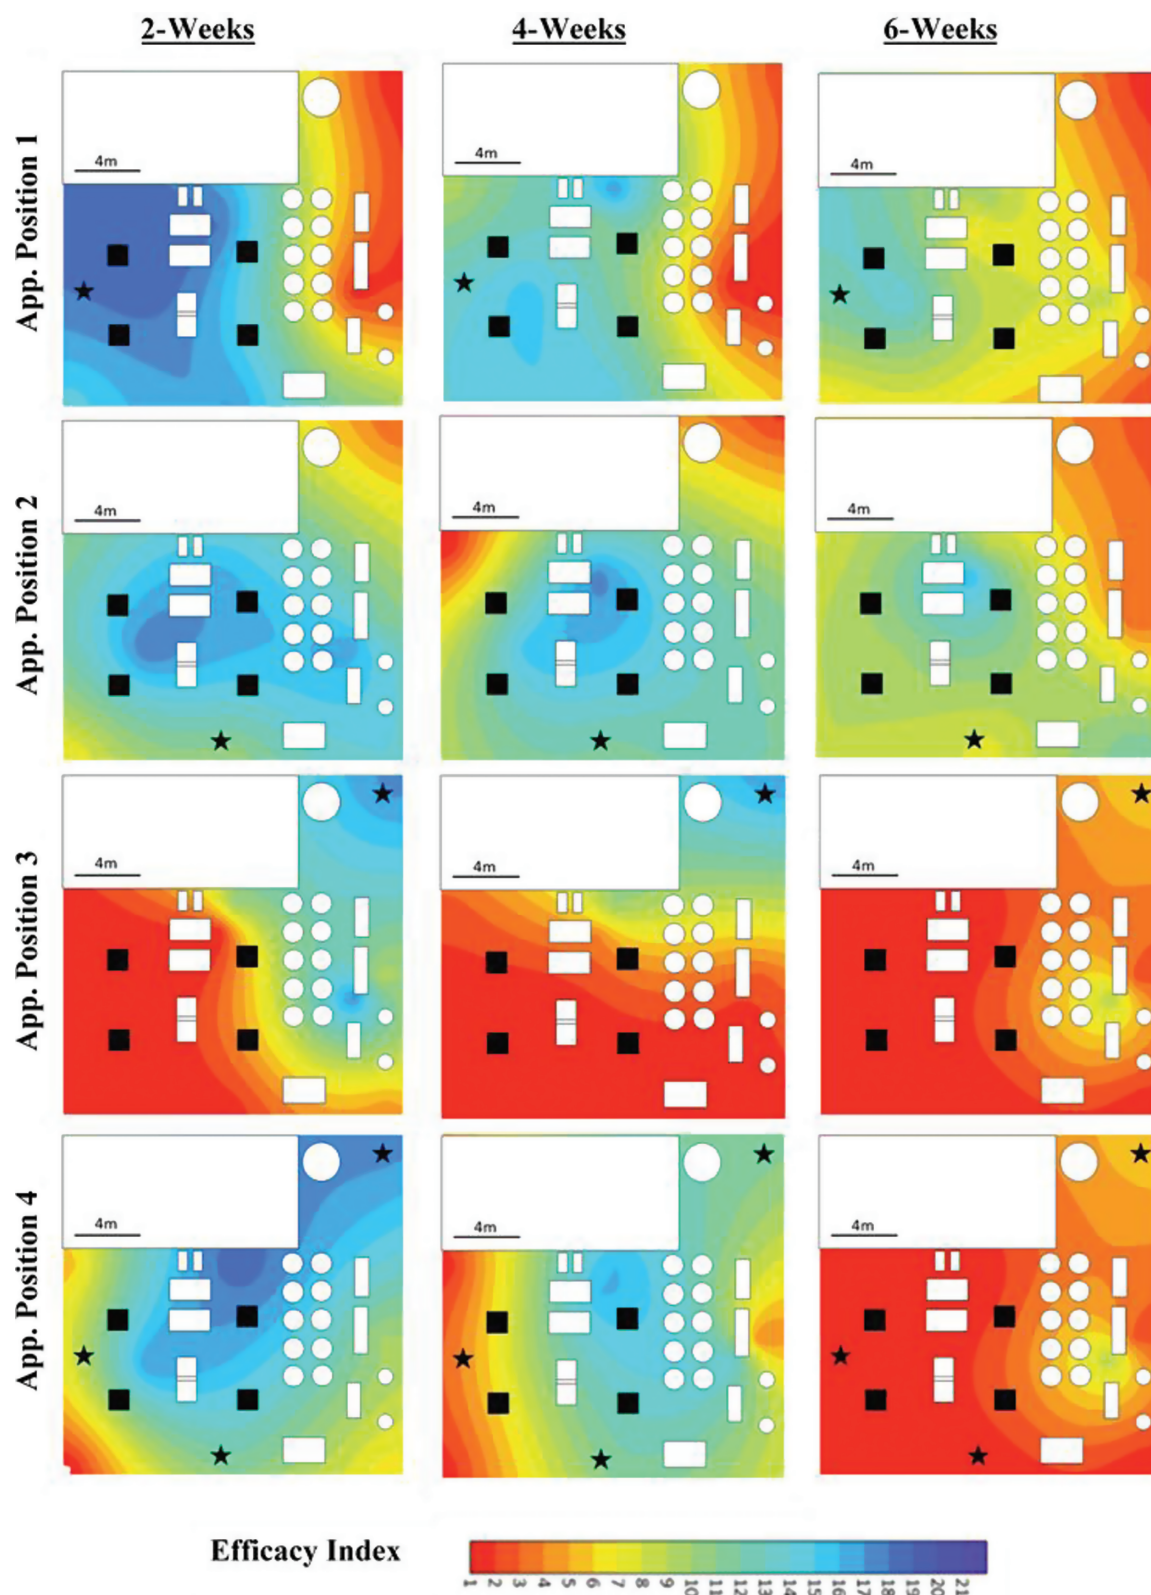 2-Weeks 4-Weeks 6-Weeks
App. Position 1
4m 4m 4m
App. Position 2
4m 4m 4m
App. Position 3
4m 4m 4m
App. Position 4
4m 4m 4m
Efficacy Index
1 2 3 4 5 6 7 8 9 10 11 12 13 14 15 16 17 18 19 20 21